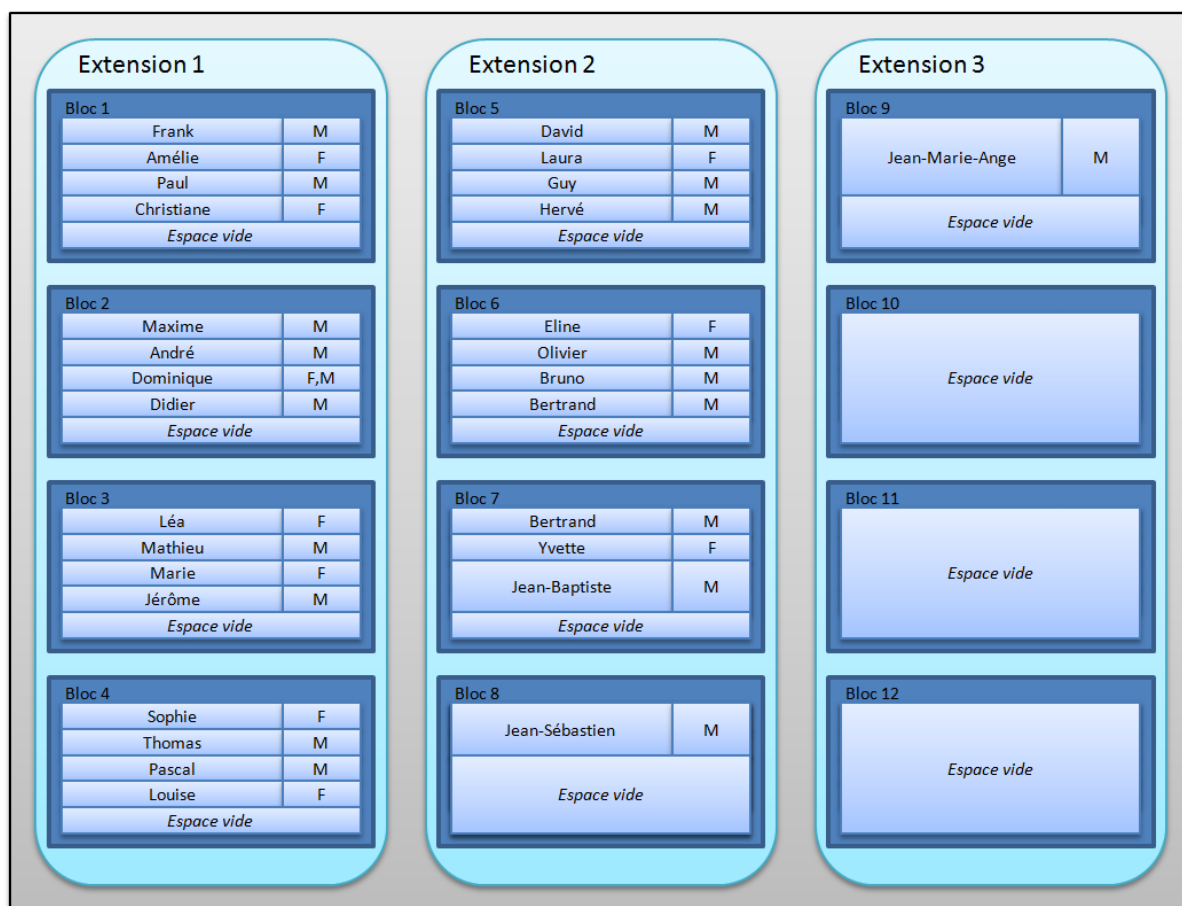 Extension 1
Bloc 1
Frank M
Amélie F
Paul M
Christiane F
Espace vide
Bloc 2
Maxime M
André M
Dominique F,M
Didier M
Espace vide
Bloc 3
Léa F
Mathieu M
Marie F
Jérôme M
Espace vide
Bloc 4
Sophie F
Thomas M
Pascal M
Louise F
Espace vide
Extension 2
Bloc 5
David M
Laura F
Guy M
Hervé M
Espace vide
Bloc 6
Eline F
Olivier M
Bruno M
Bertrand M
Espace vide
Bloc 7
Bertrand M
Yvette F
Jean-Baptiste M
Espace vide
Bloc 8
Jean-Sébastien M
Espace vide
Extension 3
Bloc 9
Jean-Marie-Ange M
Espace vide
Bloc 10
Espace vide
Bloc 11
Espace vide
Bloc 12
Espace vide